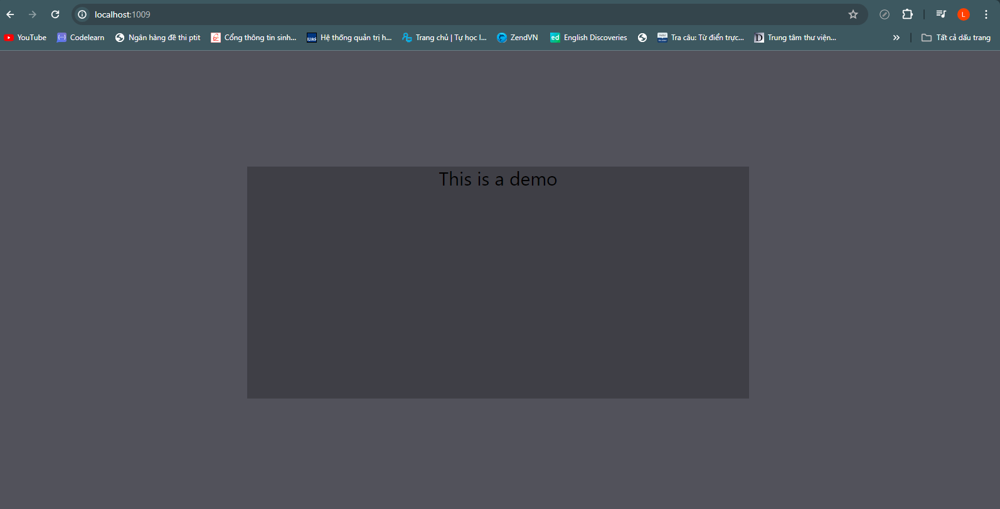 localhost:1009
YouTube Codelearn Ngân hàng đề thi ptit Cổng thông tin sinh... ILIAS Hệ thống quản trị h... Trang chủ | Tự học l... ZendVN ed English Discoveries Tra câu: Từ điển trực... D Trung tâm thư viện... Tất cả dấu trang
L
This is a demo